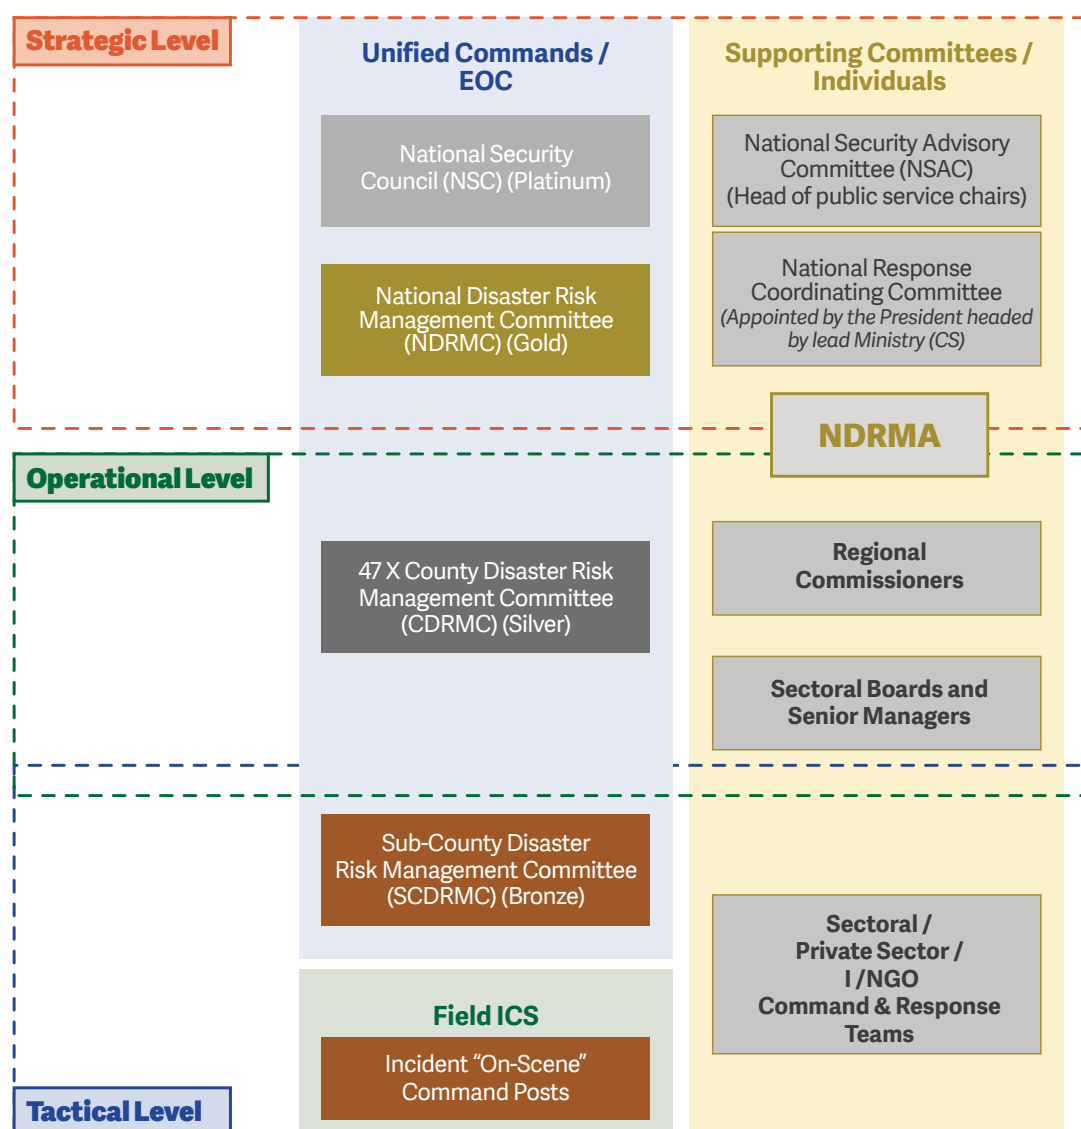 Strategic Level
Unified Commands /
EOC
Supporting Committees /
Individuals
National Security
Council (NSC) (Platinum)
National Security Advisory
Committee (NSAC)
(Head of public service chairs)
National Disaster Risk
Management Committee
(NDRMC) (Gold)
National Response
Coordinating Committee
(Appointed by the President headed
by lead Ministry (CS)
NDRMA
Operational Level
47 X County Disaster Risk
Management Committee
(CDRMC) (Silver)
Regional
Commissioners
Sectoral Boards and
Senior Managers
Sub-County Disaster
Risk Management Committee
(SCDRMC) (Bronze)
Sectoral /
Private Sector /
I /NGO
Command & Response
Teams
Field ICS
Incident “On-Scene”
Command Posts
Tactical Level